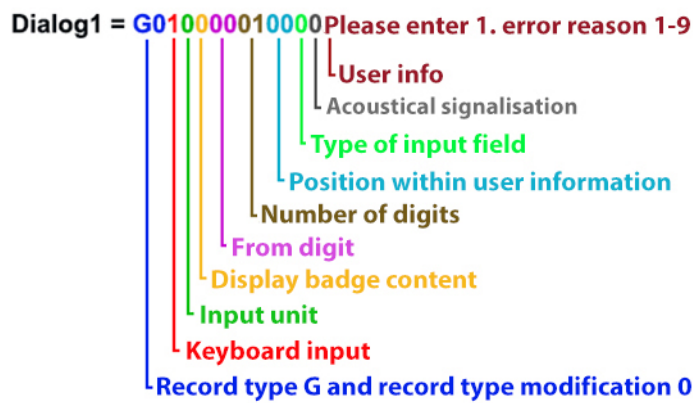 Dialog1 = G010000010000Please enter 1. error reason 1-9
User info
Acoustical signalisation
Type of input field
Position within user information
Number of digits
From digit
Display badge content
Input unit
Keyboard input
Record type G and record type modification 0